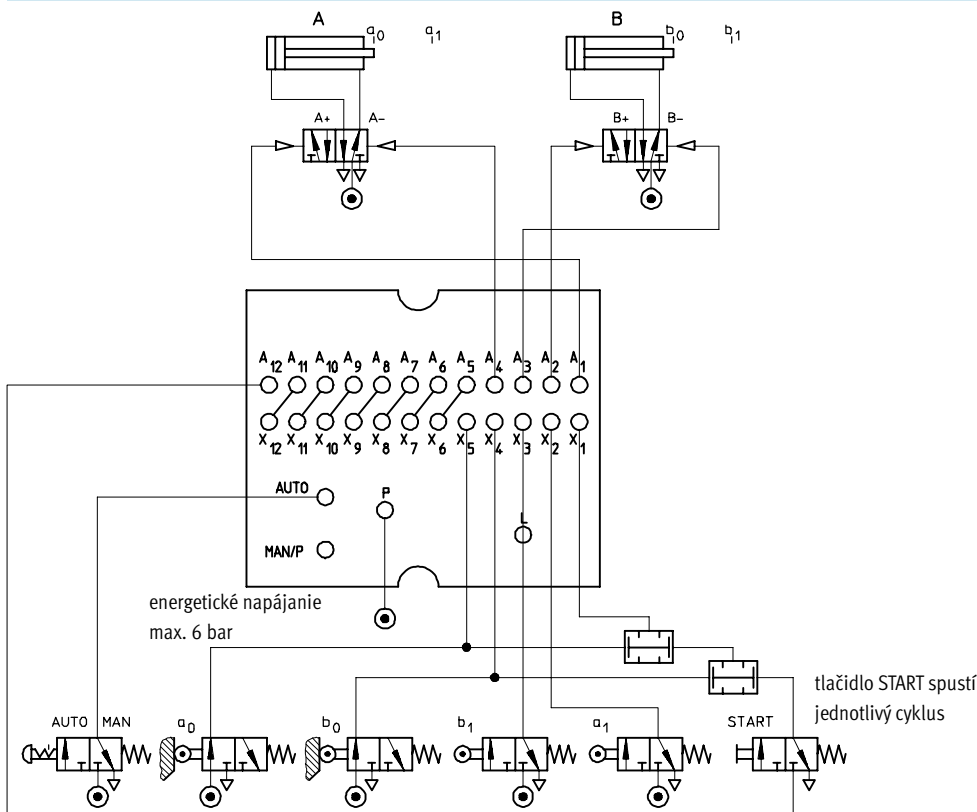 A B
a0 a1 b0 b1
A+ A- B+ B-
A12 A11 A10 A9 A8 A7 A6 A5 A4 A3 A2 A1
X12 X11 X10 X9 X8 X7 X6 X5 X4 X3 X2 X1
AUTO P L
MAN/P
energetické napájanie
max. 6 bar
tlačidlo START spustí
jednotlivý cyklus
AUTO MAN a0 b0 b1 a1 START